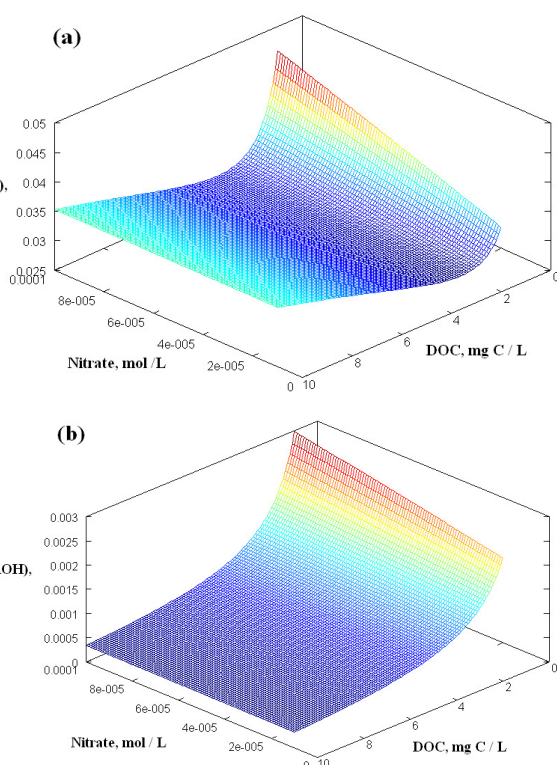 (a)
0.05
0.045
0.04
0.035
0.03
0.025
0.0001
8e-005
6e-005
4e-005
2e-005
0
10
8
6
4
2
0
Nitrate, mol /L
DOC, mg C / L
(b)
0.003
0.0025
0.002
0.0015
0.001
0.0005
0
0.0001
8e-005
6e-005
4e-005
2e-005
0
10
8
6
4
2
0
OH),
Nitrate, mol / L
DOC, mg C / L